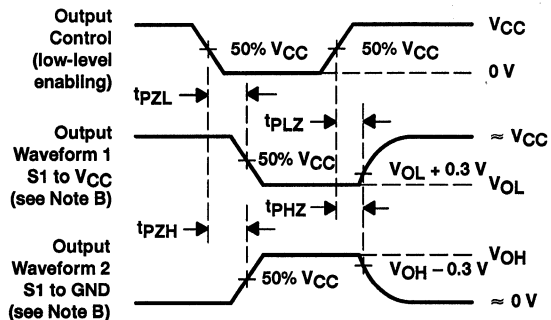 Output
Control
(low-level
enabling)
50% VCC
50% VCC
VCC
0 V
tPZL
tPLZ
Output
Waveform 1
S1 to VCC
(see Note B)
50% VCC
VOL + 0.3 V
≈ VCC
VOL
tPZH
tPHZ
Output
Waveform 2
S1 to GND
(see Note B)
50% VCC
VOH − 0.3 V
VOH
≈ 0 V